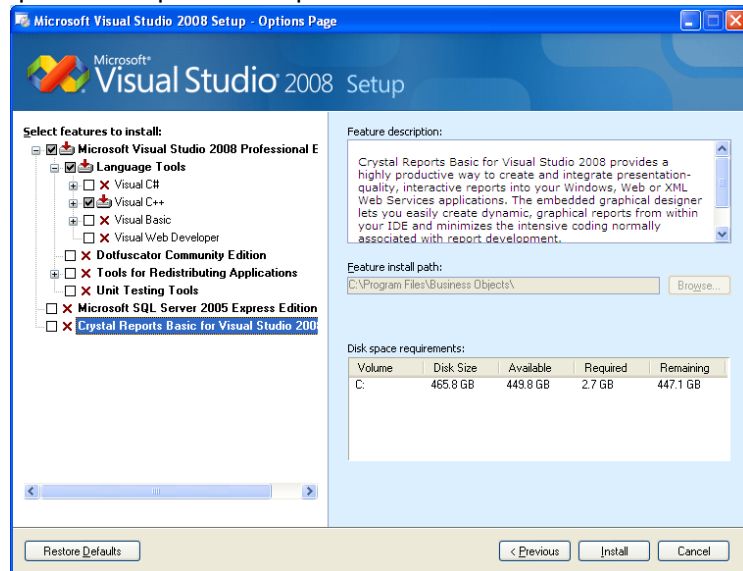 Microsoft Visual Studio 2008 Setup - Options Page
Microsoft®
Visual Studio® 2008 Setup
Select features to install:
Microsoft Visual Studio 2008 Professional E
Language Tools
Visual C#
Visual C++
Visual Basic
Visual Web Developer
Dotfuscator Community Edition
Tools for Redistributing Applications
Unit Testing Tools
Microsoft SQL Server 2005 Express Edition
Crystal Reports Basic for Visual Studio 200
Feature description:
Crystal Reports Basic for Visual Studio 2008 provides a
highly productive way to create and integrate presentation-
quality, interactive reports into your Windows, Web or XML
Web Services applications. The embedded graphical designer
lets you easily create dynamic, graphical reports from within
your IDE and minimizes the intensive coding normally
associated with report development.
Feature install path:
C:\Program Files\Business Objects\
Browse...
Disk space requirements:
Volume Disk Size Available Required Remaining
C: 465.8 GB 449.8 GB 2.7 GB 447.1 GB
Restore Defaults
< Previous
Install
Cancel